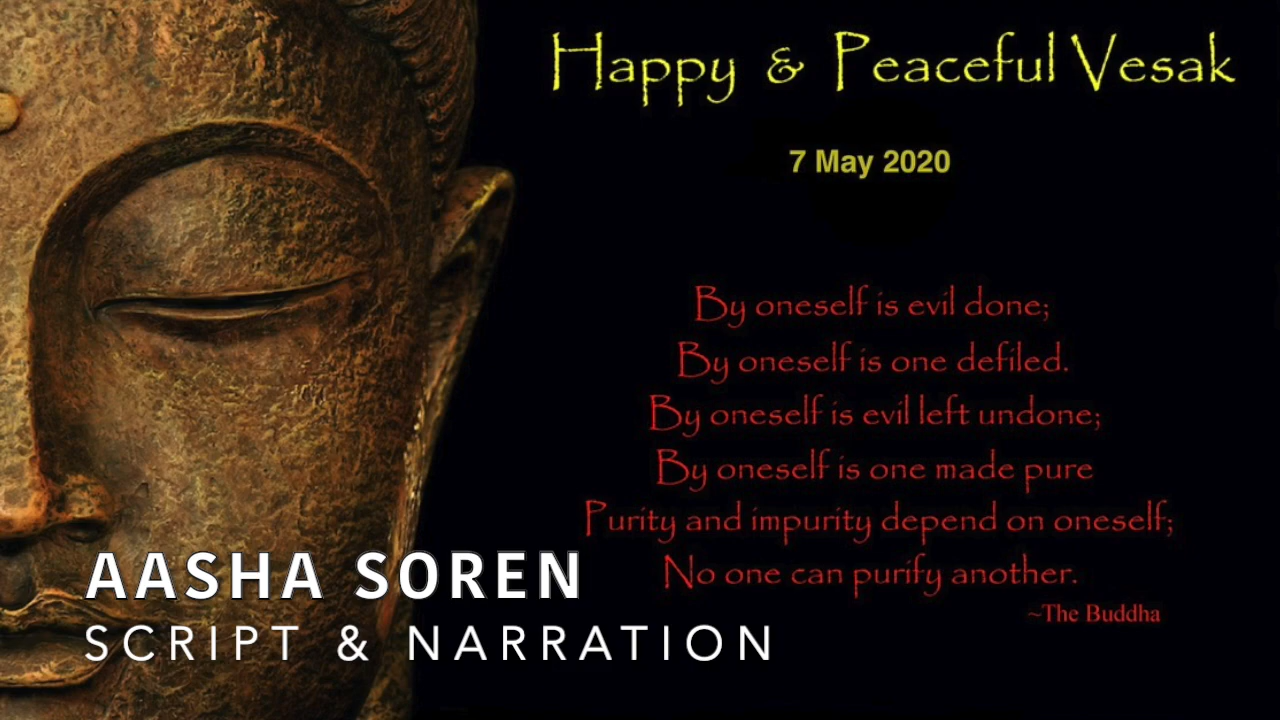 Happy & Peaceful Vesak
7 May 2020
By oneself is evil done;
By oneself is one defiled.
By oneself is evil left undone;
By oneself is one made pure
Purity and impurity depend on oneself;
No one can purify another.
~The Buddha
AASHA SOREN
SCRIPT & NARRATION